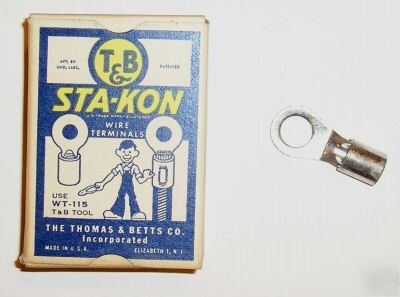 APP. BY
UND. LABS.
T&B
PATENTED
STA-KON
WIRE
TERMINALS
USE
WT-115
T&B TOOL
THE THOMAS & BETTS CO.
Incorporated
MADE IN U.S.A.
ELIZABETH 1, N.J.